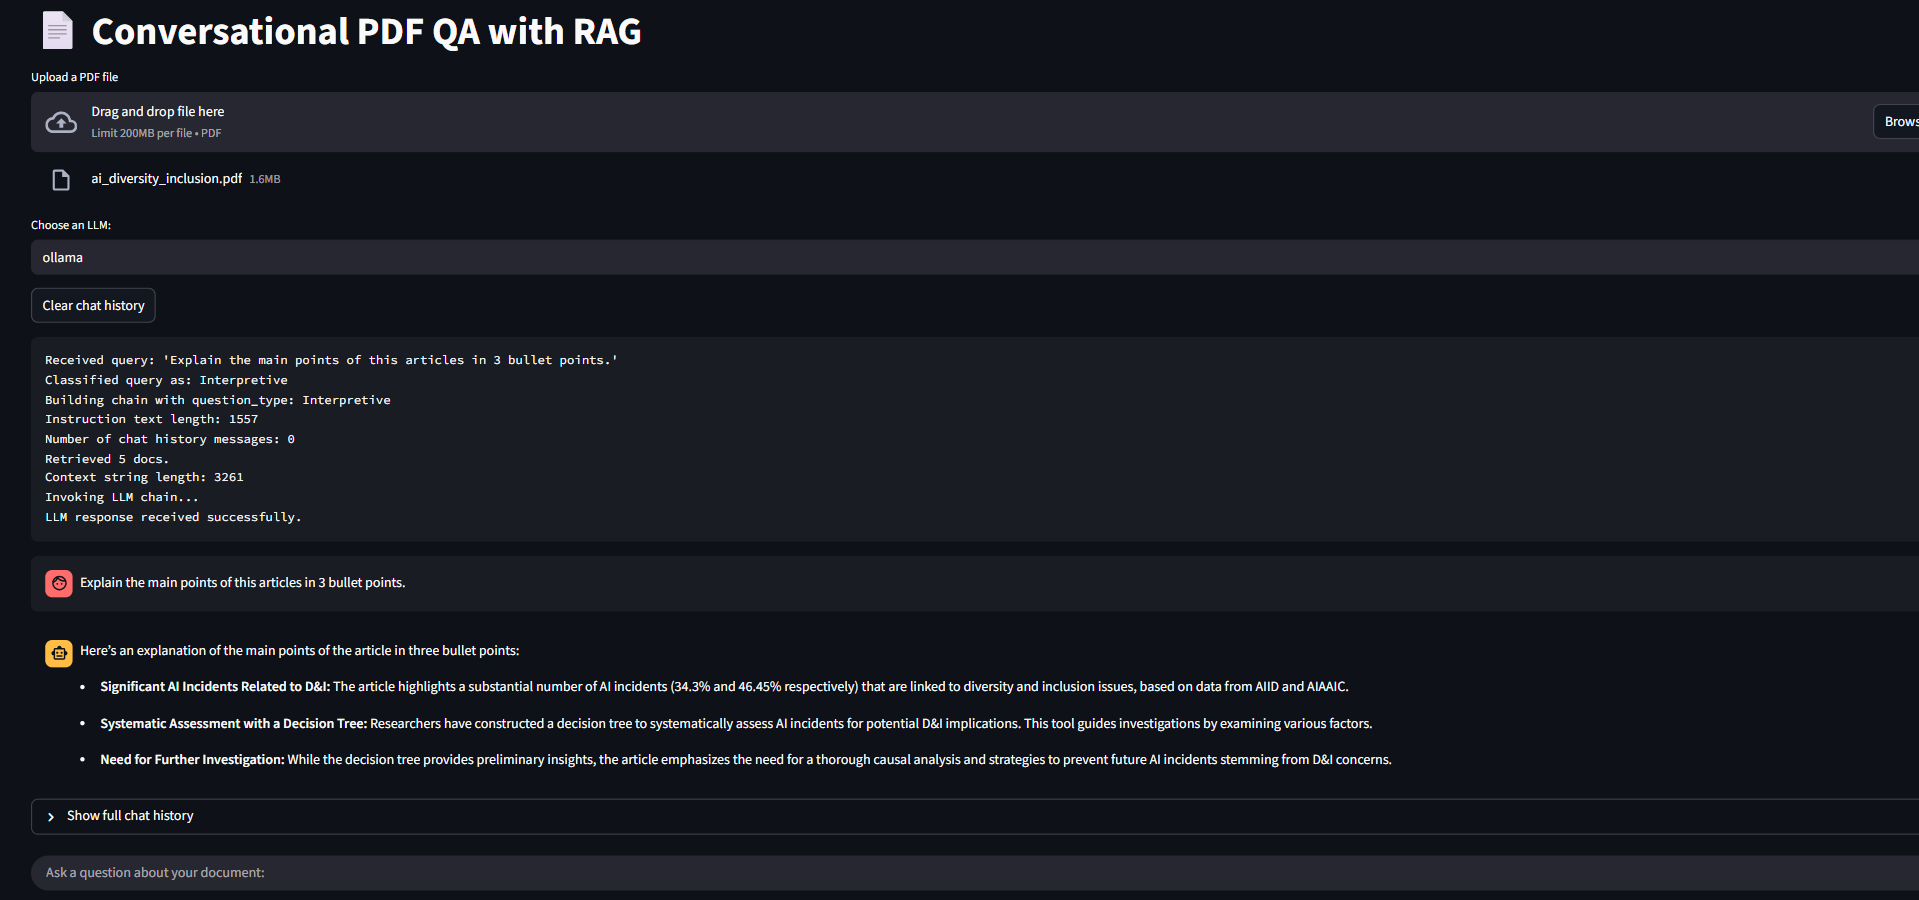 Conversational PDF QA with RAG
Upload a PDF file
Drag and drop file here
Limit 200MB per file • PDF
Brows
ai_diversity_inclusion.pdf 1.6MB
Choose an LLM:
ollama
Clear chat history
Received query: 'Explain the main points of this articles in 3 bullet points.'
Classified query as: Interpretive
Building chain with question_type: Interpretive
Instruction text length: 1557
Number of chat history messages: 0
Retrieved 5 docs.
Context string length: 3261
Invoking LLM chain...
LLM response received successfully.
Explain the main points of this articles in 3 bullet points.
Here's an explanation of the main points of the article in three bullet points:
• Significant AI Incidents Related to D&I: The article highlights a substantial number of AI incidents (34.3% and 46.45% respectively) that are linked to diversity and inclusion issues, based on data from AIID and AIAAIC.
• Systematic Assessment with a Decision Tree: Researchers have constructed a decision tree to systematically assess AI incidents for potential D&I implications. This tool guides investigations by examining various factors.
• Need for Further Investigation: While the decision tree provides preliminary insights, the article emphasizes the need for a thorough causal analysis and strategies to prevent future AI incidents stemming from D&I concerns.
Show full chat history
Ask a question about your document: